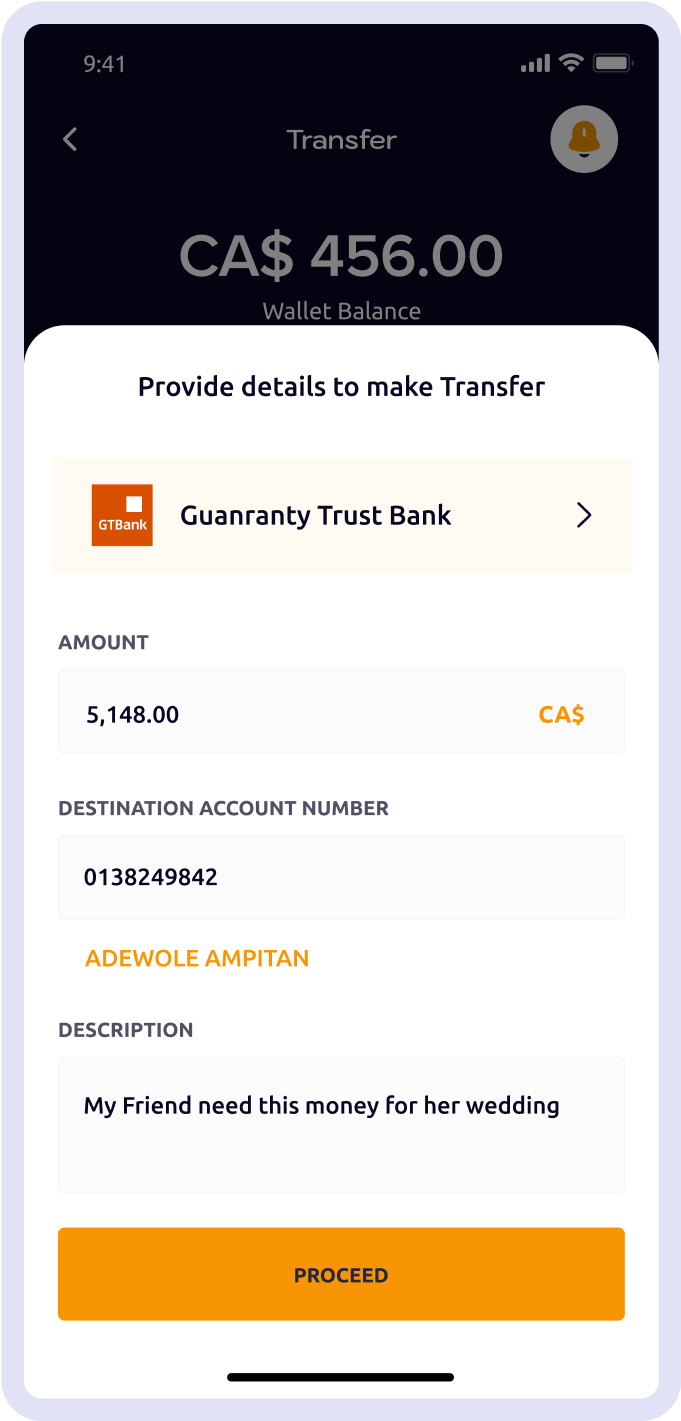 9:41
Transfer
CA$ 456.00
Wallet Balance
Provide details to make Transfer
GTBank
Guanranty Trust Bank
AMOUNT
5,148.00 CA$
DESTINATION ACCOUNT NUMBER
0138249842
ADEWOLE AMPITAN
DESCRIPTION
My Friend need this money for her wedding
PROCEED